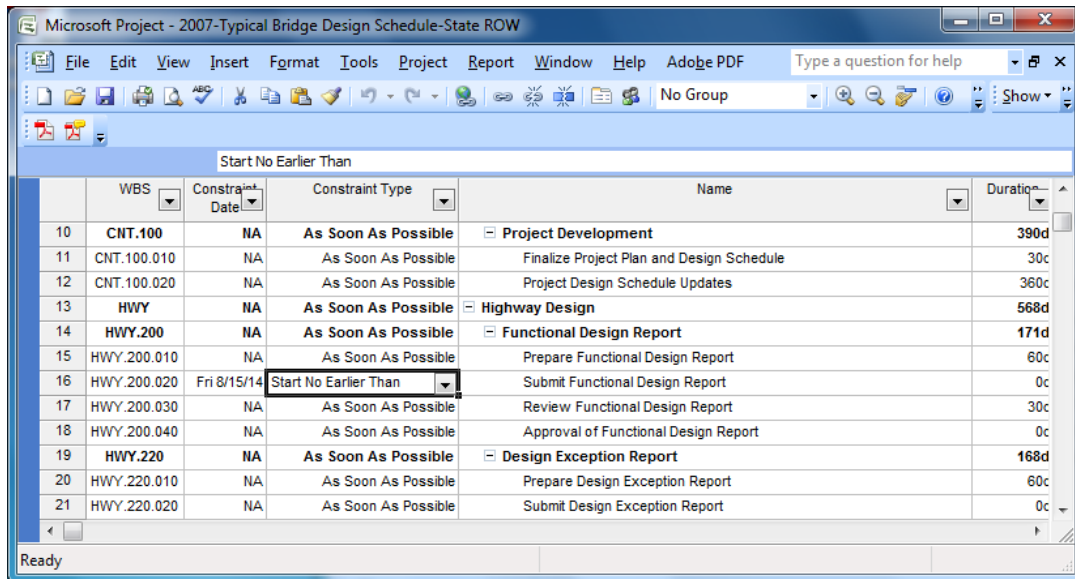 Microsoft Project - 2007-Typical Bridge Design Schedule-State ROW
File Edit View Insert Format Tools Project Report Window Help Adobe PDF Type a question for help
ABC No Group Show
Start No Earlier Than
WBS Constraint Date Constraint Type Name Duration
10 CNT.100 NA As Soon As Possible Project Development 390d
11 CNT.100.010 NA As Soon As Possible Finalize Project Plan and Design Schedule 30d
12 CNT.100.020 NA As Soon As Possible Project Design Schedule Updates 360d
13 HWY NA As Soon As Possible Highway Design 568d
14 HWY.200 NA As Soon As Possible Functional Design Report 171d
15 HWY.200.010 NA As Soon As Possible Prepare Functional Design Report 60d
16 HWY.200.020 Fri 8/15/14 Start No Earlier Than Submit Functional Design Report 0d
17 HWY.200.030 NA As Soon As Possible Review Functional Design Report 30d
18 HWY.200.040 NA As Soon As Possible Approval of Functional Design Report 0d
19 HWY.220 NA As Soon As Possible Design Exception Report 168d
20 HWY.220.010 NA As Soon As Possible Prepare Design Exception Report 60d
21 HWY.220.020 NA As Soon As Possible Submit Design Exception Report 0d
Ready